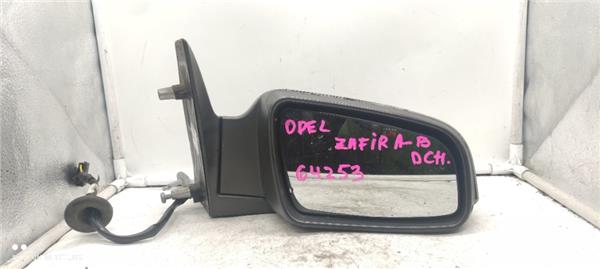 OPEL
ZAFIRA-B
DCH.
64253